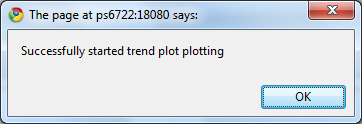 The page at ps6722:18080 says:
Successfully started trend plot plotting
OK